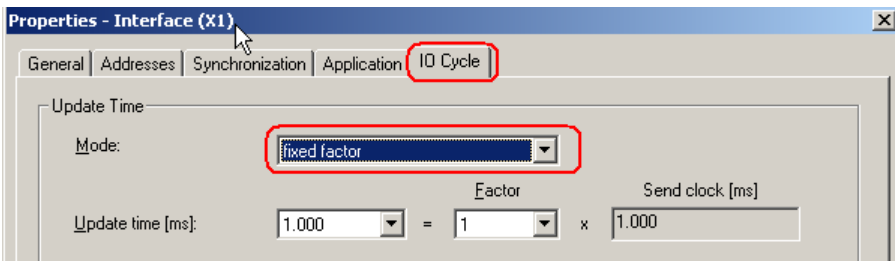 Properties - Interface (X1)
General Addresses Synchronization Application IO Cycle
Update Time
Mode: fixed factor
Factor Send clock [ms]
Update time [ms]: 1.000 = 1 x 1.000